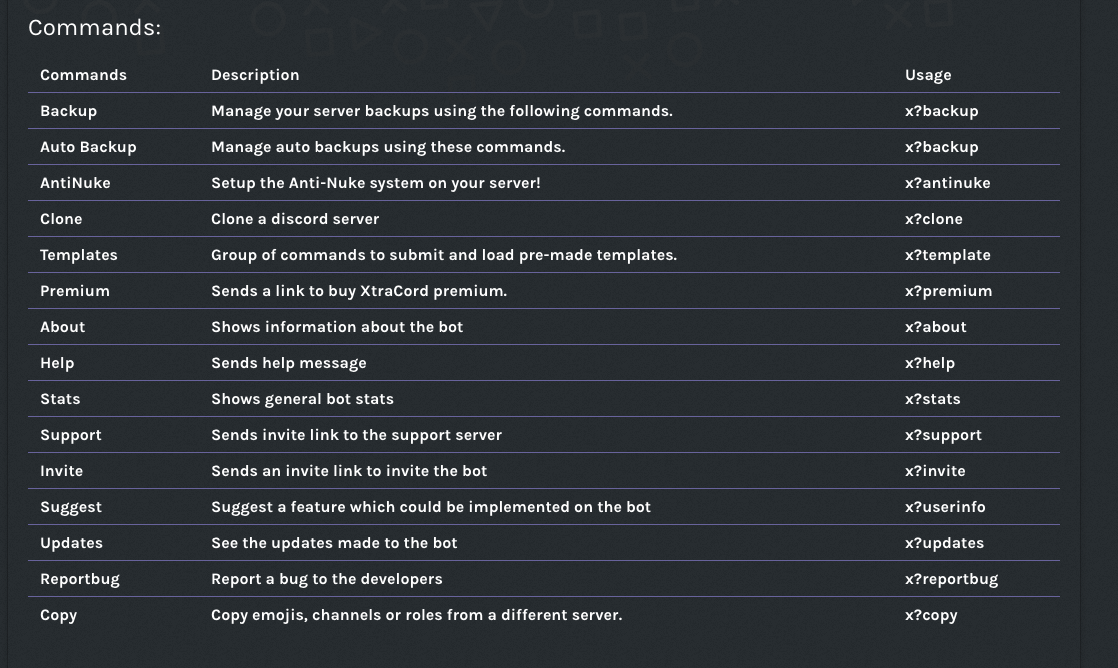 Commands:
Commands Description Usage
Backup Manage your server backups using the following commands. x?backup
Auto Backup Manage auto backups using these commands. x?backup
AntiNuke Setup the Anti-Nuke system on your server! x?antinuke
Clone Clone a discord server x?clone
Templates Group of commands to submit and load pre-made templates. x?template
Premium Sends a link to buy XtraCord premium. x?premium
About Shows information about the bot x?about
Help Sends help message x?help
Stats Shows general bot stats x?stats
Support Sends invite link to the support server x?support
Invite Sends an invite link to invite the bot x?invite
Suggest Suggest a feature which could be implemented on the bot x?userinfo
Updates See the updates made to the bot x?updates
Reportbug Report a bug to the developers x?reportbug
Copy Copy emojis, channels or roles from a different server. x?copy